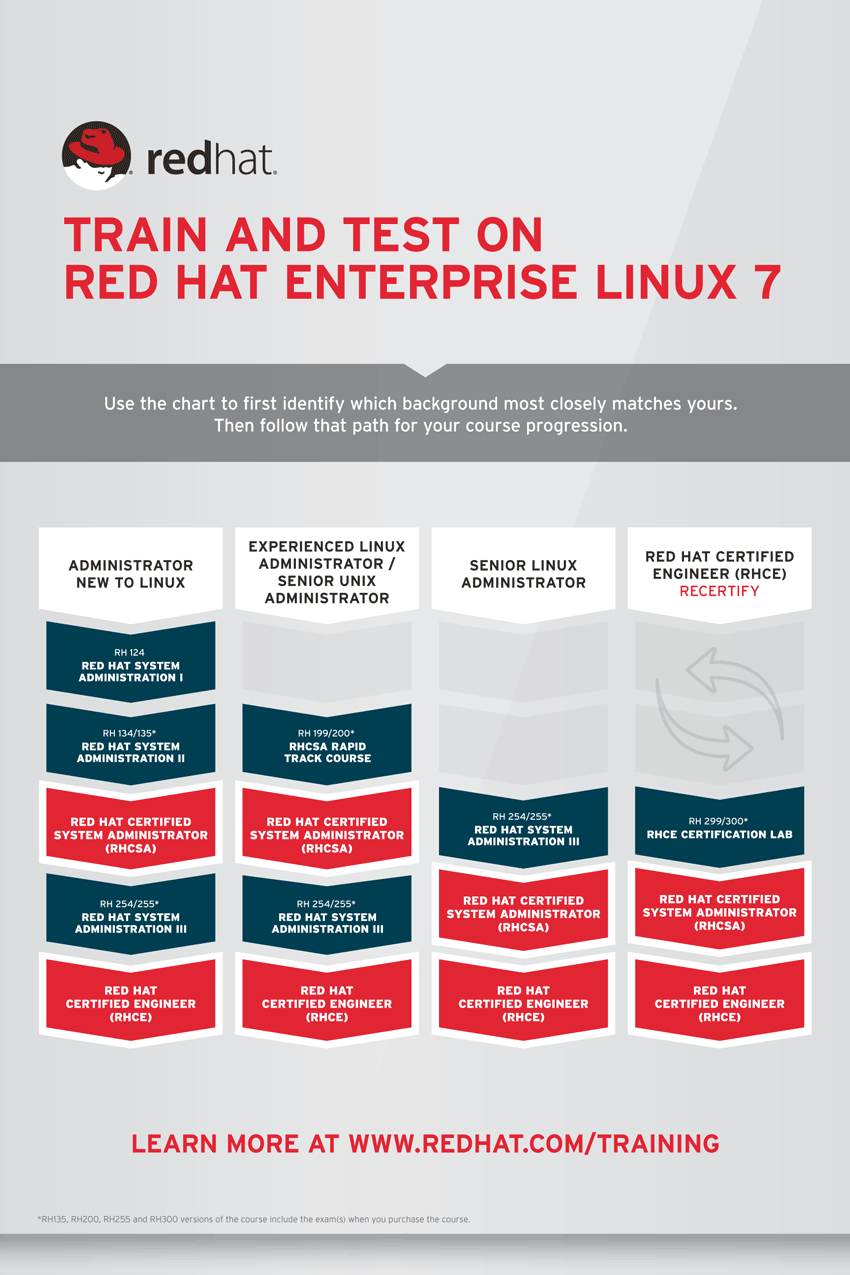 redhat.
TRAIN AND TEST ON
RED HAT ENTERPRISE LINUX 7
Use the chart to first identify which background most closely matches yours.
Then follow that path for your course progression.
ADMINISTRATOR
NEW TO LINUX
RH 124
RED HAT SYSTEM
ADMINISTRATION I
RH 134/135*
RED HAT SYSTEM
ADMINISTRATION II
RED HAT CERTIFIED
SYSTEM ADMINISTRATOR
(RHCSA)
RH 254/255*
RED HAT SYSTEM
ADMINISTRATION III
RED HAT
CERTIFIED ENGINEER
(RHCE)
EXPERIENCED LINUX
ADMINISTRATOR /
SENIOR UNIX
ADMINISTRATOR
RH 199/200*
RHCSA RAPID
TRACK COURSE
RED HAT CERTIFIED
SYSTEM ADMINISTRATOR
(RHCSA)
RH 254/255*
RED HAT SYSTEM
ADMINISTRATION III
RED HAT
CERTIFIED ENGINEER
(RHCE)
SENIOR LINUX
ADMINISTRATOR
RH 254/255*
RED HAT SYSTEM
ADMINISTRATION III
RED HAT CERTIFIED
SYSTEM ADMINISTRATOR
(RHCSA)
RED HAT
CERTIFIED ENGINEER
(RHCE)
RED HAT CERTIFIED
ENGINEER (RHCE)
RECERTIFY
RH 299/300*
RHCE CERTIFICATION LAB
RED HAT CERTIFIED
SYSTEM ADMINISTRATOR
(RHCSA)
RED HAT
CERTIFIED ENGINEER
(RHCE)
LEARN MORE AT WWW.REDHAT.COM/TRAINING
*RH135, RH200, RH255 and RH300 versions of the course include the exam(s) when you purchase the course.